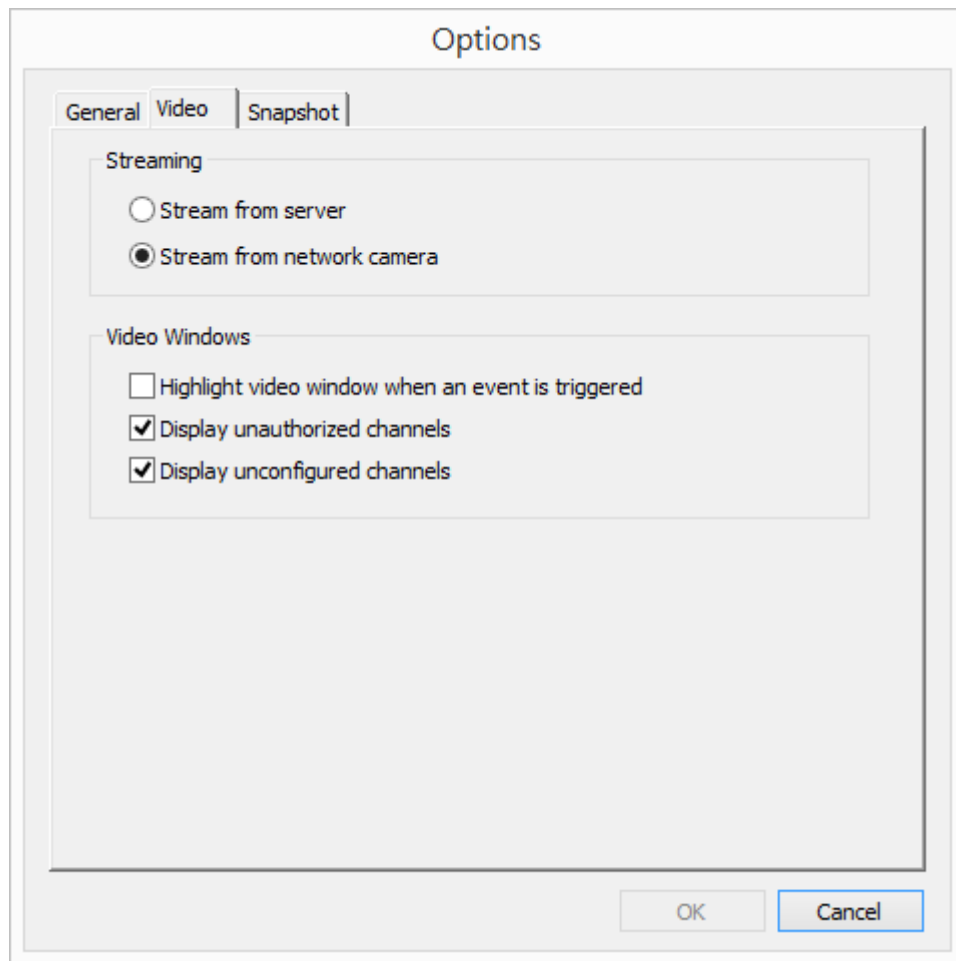 Options
General Video Snapshot
Streaming
Stream from server
Stream from network camera
Video Windows
Highlight video window when an event is triggered
Display unauthorized channels
Display unconfigured channels
OK Cancel